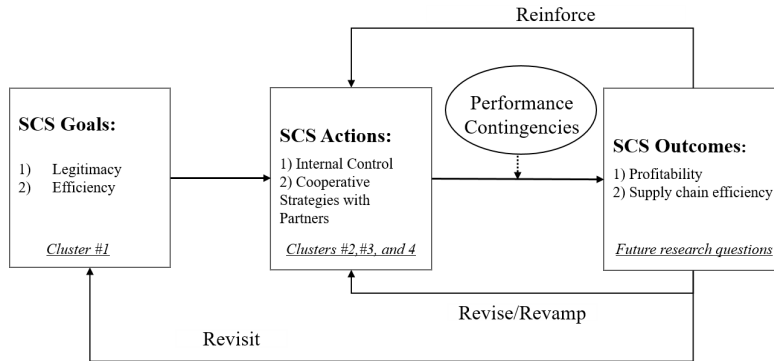 Reinforce
Performance
Contingencies
SCS Goals:
1) Legitimacy
2) Efficiency
Cluster #1
SCS Actions:
1) Internal Control
2) Cooperative
Strategies with
Partners
Clusters #2,#3, and 4
SCS Outcomes:
1) Profitability
2) Supply chain efficiency
Future research questions
Revise/Revamp
Revisit